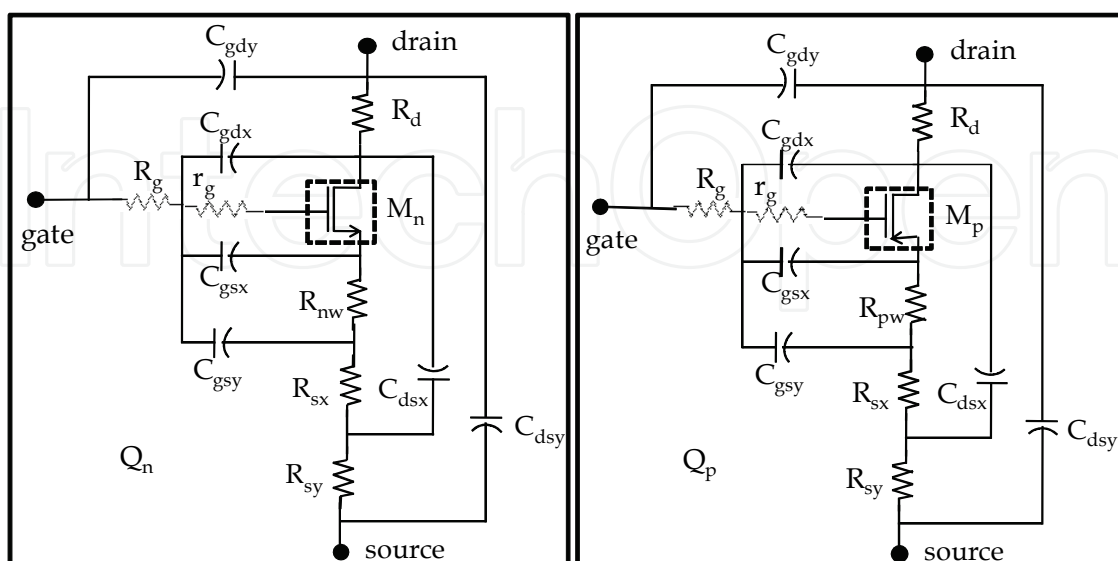 C_gdy
drain
R_d
C_gdx
R_g
r_g
M_n
gate
C_gsx
R_nw
C_gsy
R_sx
C_dsx
C_dsy
Q_n
R_sy
source
C_gdy
drain
R_d
C_gdx
R_g
r_g
M_p
gate
C_gsx
R_pw
C_gsy
R_sx
C_dsx
C_dsy
Q_p
R_sy
source
IntechOpen